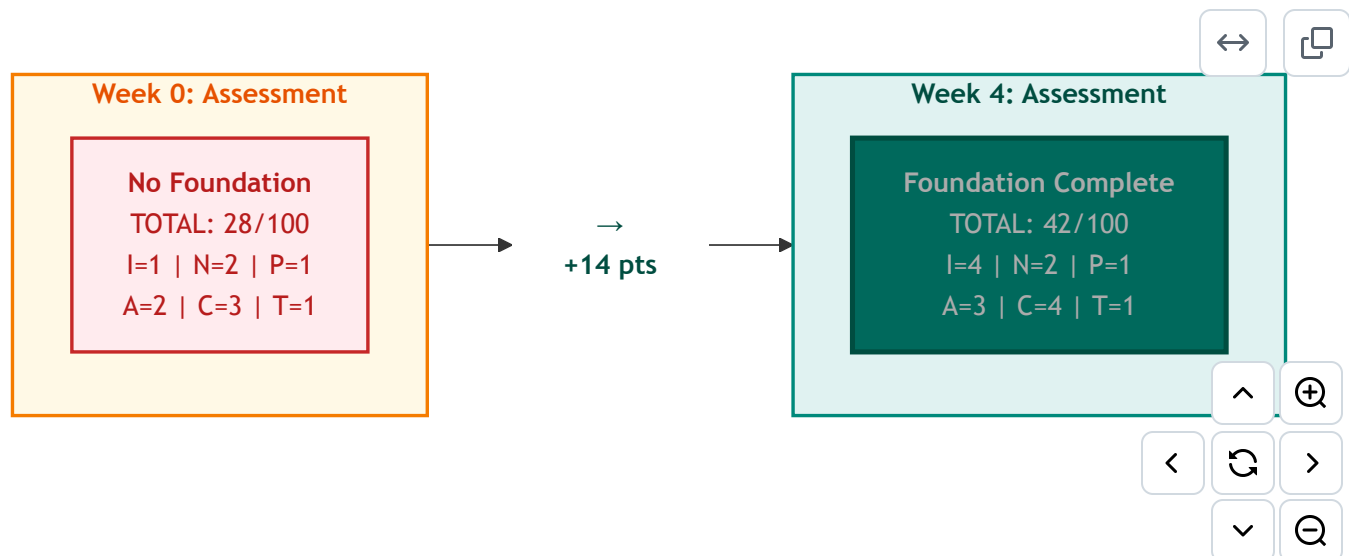 Week 0: Assessment
No Foundation
TOTAL: 28/100
I=1 | N=2 | P=1
A=2 | C=3 | T=1
→
+14 pts
Week 4: Assessment
Foundation Complete
TOTAL: 42/100
I=4 | N=2 | P=1
A=3 | C=4 | T=1